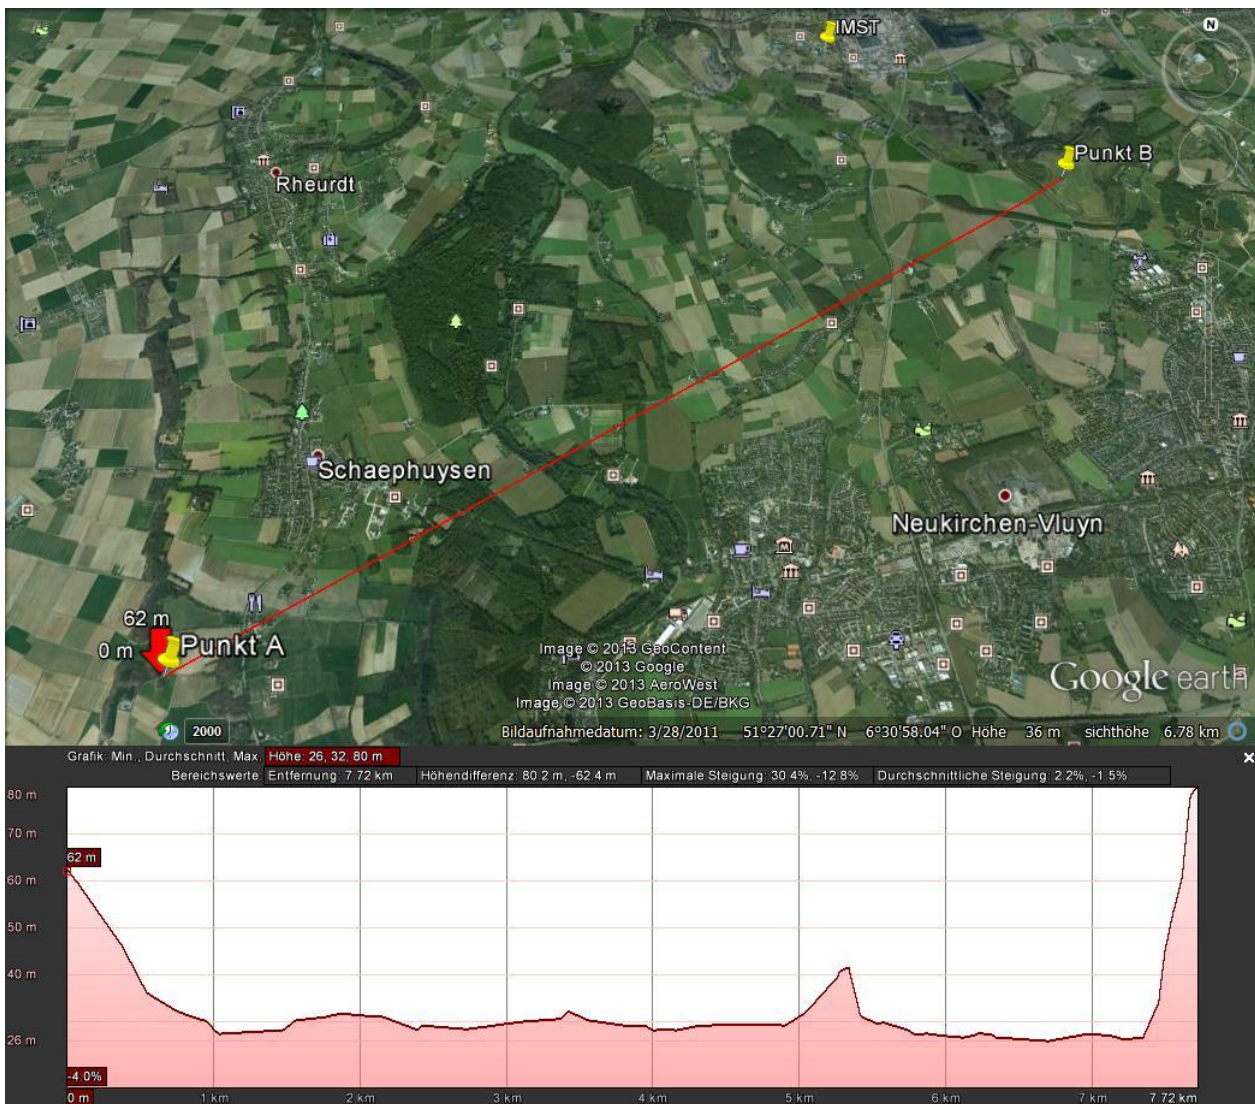 N
IMST
Punkt B
Rheurdt
Schaephuysen
Neukirchen-Vluyn
62 m
0 m
Punkt A
Image © 2013 GeoContent
© 2013 Google
Image © 2013 AeroWest
Image © 2013 GeoBasis-DE/BKG
Google earth
2000
Bildaufnahmedatum: 3/28/2011 51°27'00.71" N 6°30'58.04" O Höhe 36 m sichthöhe 6.78 km
Grafik: Min., Durchschnitt, Max. Höhe: 26, 32, 80 m
Bereichswerte: Entfernung: 7.72 km Höhendifferenz: 80.2 m, -62.4 m Maximale Steigung: 30.4%, -12.8% Durchschnittliche Steigung: 2.2%, -1.5%
80 m
70 m
62 m
60 m
50 m
40 m
26 m
-4.0%
0 m 1 km 2 km 3 km 4 km 5 km 6 km 7 km 7.72 km